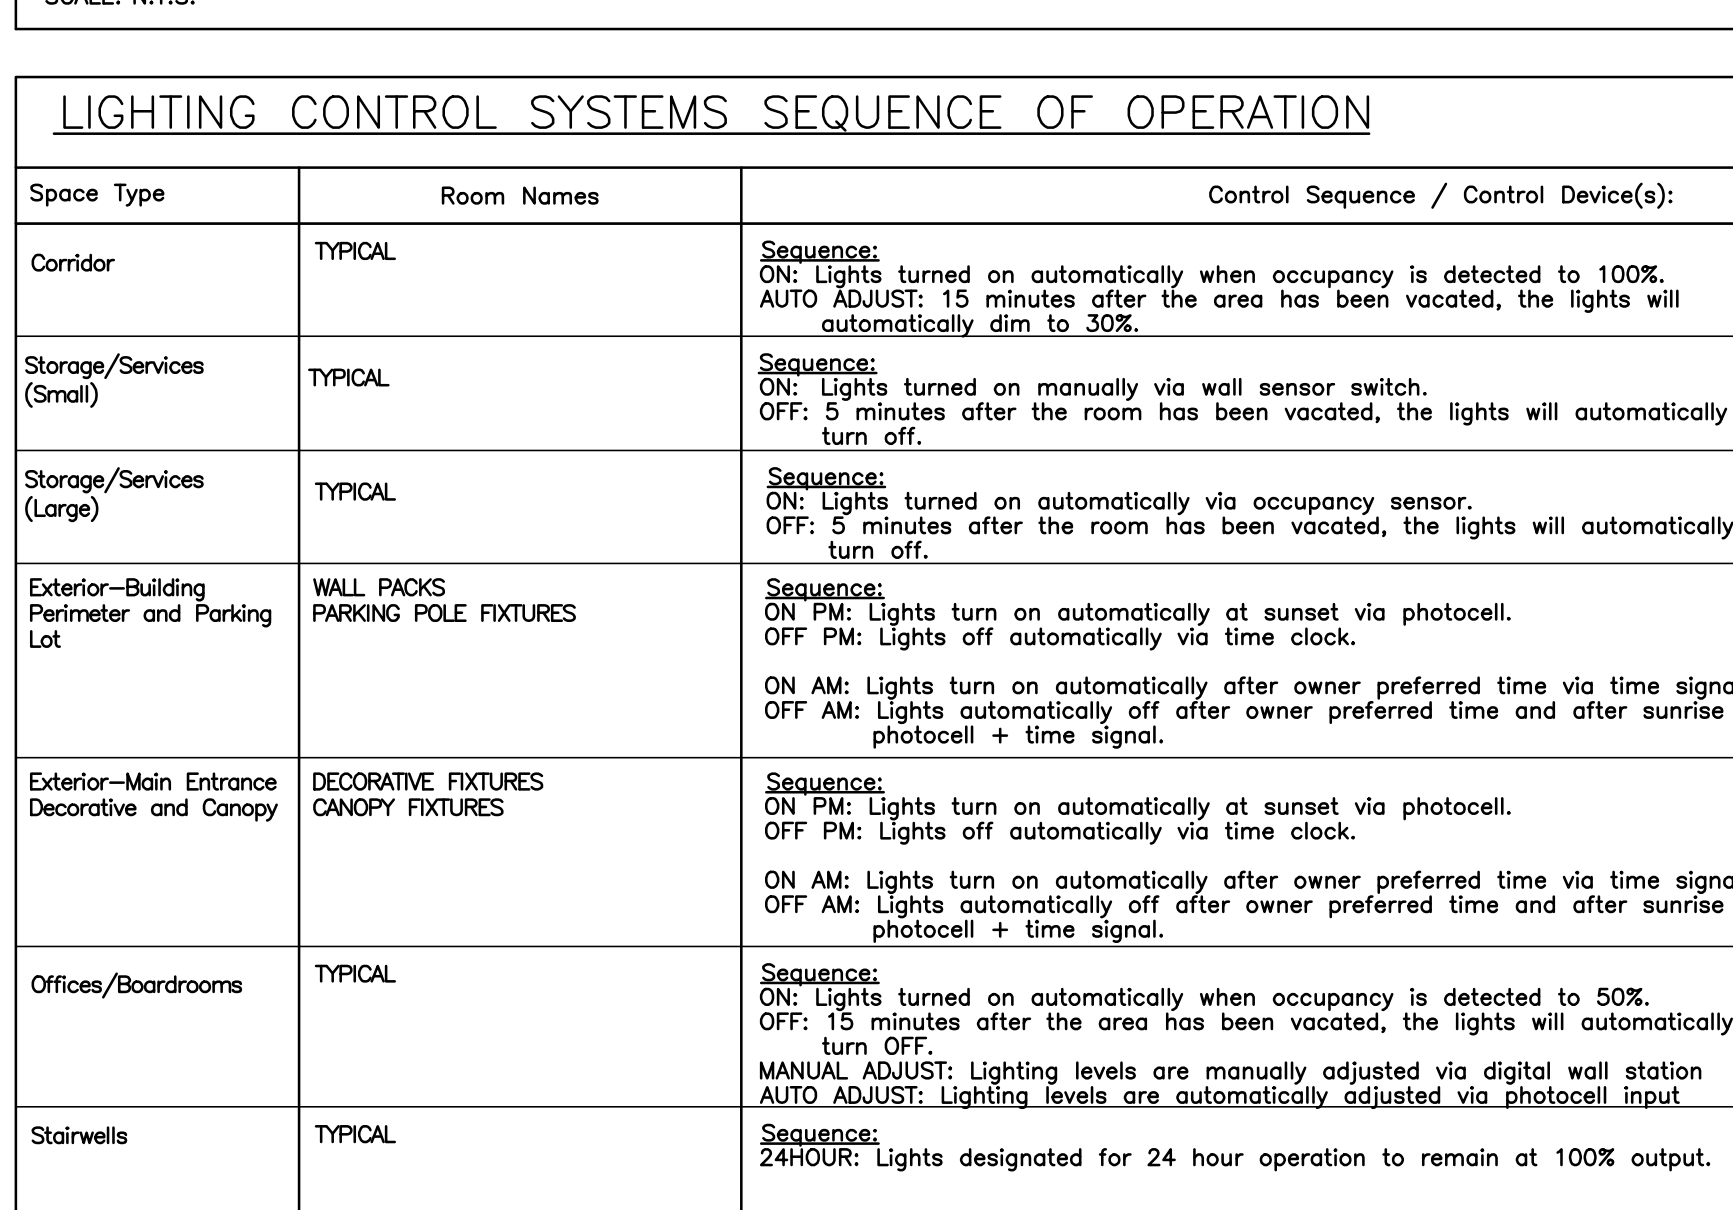 SCALE: N.T.S.
LIGHTING CONTROL SYSTEMS SEQUENCE OF OPERATION
Space Type
Room Names
Control Sequence / Control Device(s):
Corridor
TYPICAL
Sequence:
ON: Lights turned on automatically when occupancy is detected to 100%.
AUTO ADJUST: 15 minutes after the area has been vacated, the lights will
automatically dim to 30%.
Storage/Services
(Small)
TYPICAL
Sequence:
ON: Lights turned on manually via wall sensor switch.
OFF: 5 minutes after the room has been vacated, the lights will automatically
turn off.
Storage/Services
(Large)
TYPICAL
Sequence:
ON: Lights turned on automatically via occupancy sensor.
OFF: 5 minutes after the room has been vacated, the lights will automatically
turn off.
Exterior-Building
Perimeter and Parking
Lot
WALL PACKS
PARKING POLE FIXTURES
Sequence:
ON PM: Lights turn on automatically at sunset via photocell.
OFF PM: Lights off automatically via time clock.
ON AM: Lights turn on automatically after owner preferred time via time
OFF AM: Lights automatically off after owner preferred time and after sunrise
photocell + time signal.
Exterior-Main Entrance
Decorative and Canopy
DECORATIVE FIXTURES
CANOPY FIXTURES
Sequence:
ON PM: Lights turn on automatically at sunset via photocell.
OFF PM: Lights off automatically via time clock.
ON AM: Lights turn on automatically after owner preferred time via time
OFF AM: Lights automatically off after owner preferred time and after sunrise
photocell + time signal.
Offices/Boardrooms
TYPICAL
Sequence:
ON: Lights turned on automatically when occupancy is detected to 50%.
OFF: 15 minutes after the area has been vacated, the lights will automatically
turn OFF.
MANUAL ADJUST: Lighting levels are manually adjusted via digital wall station
AUTO ADJUST: Lighting levels are automatically adjusted via photocell input
Stairwells
TYPICAL
Sequence:
24HOUR: Lights designated for 24 hour operation to remain at 100% output.